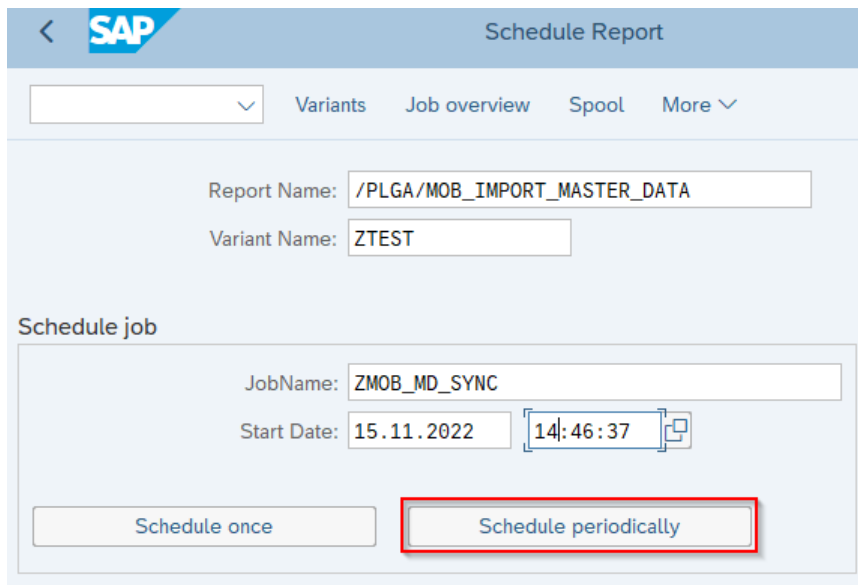 SAP Schedule Report
Variants Job overview Spool More
Report Name: /PLGA/MOB_IMPORT_MASTER_DATA
Variant Name: ZTEST
Schedule job
JobName: ZMOB_MD_SYNC
Start Date: 15.11.2022 14:46:37
Schedule once Schedule periodically